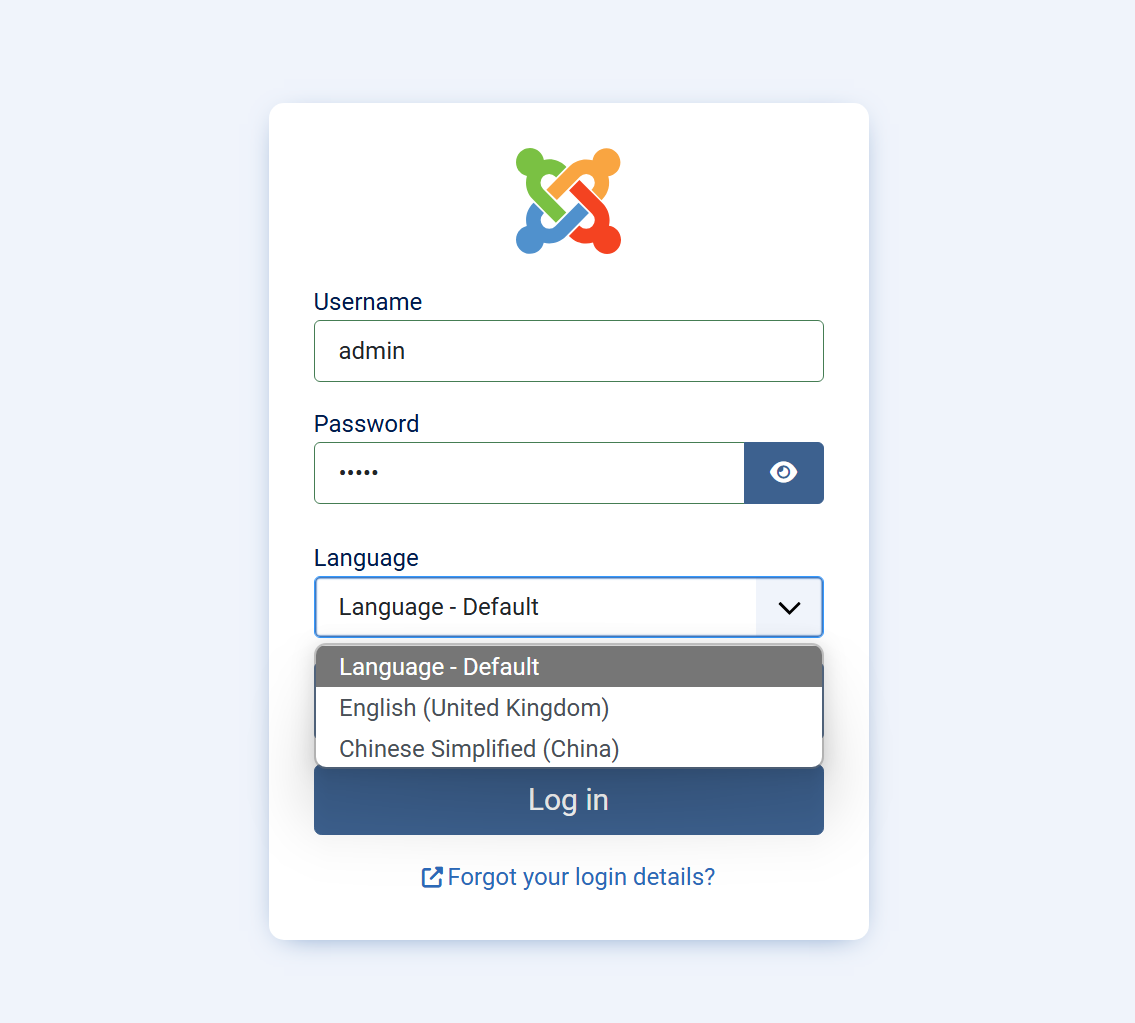 Username
admin
Password
•••••
Language
Language - Default
Language - Default
English (United Kingdom)
Chinese Simplified (China)
Log in
Forgot your login details?